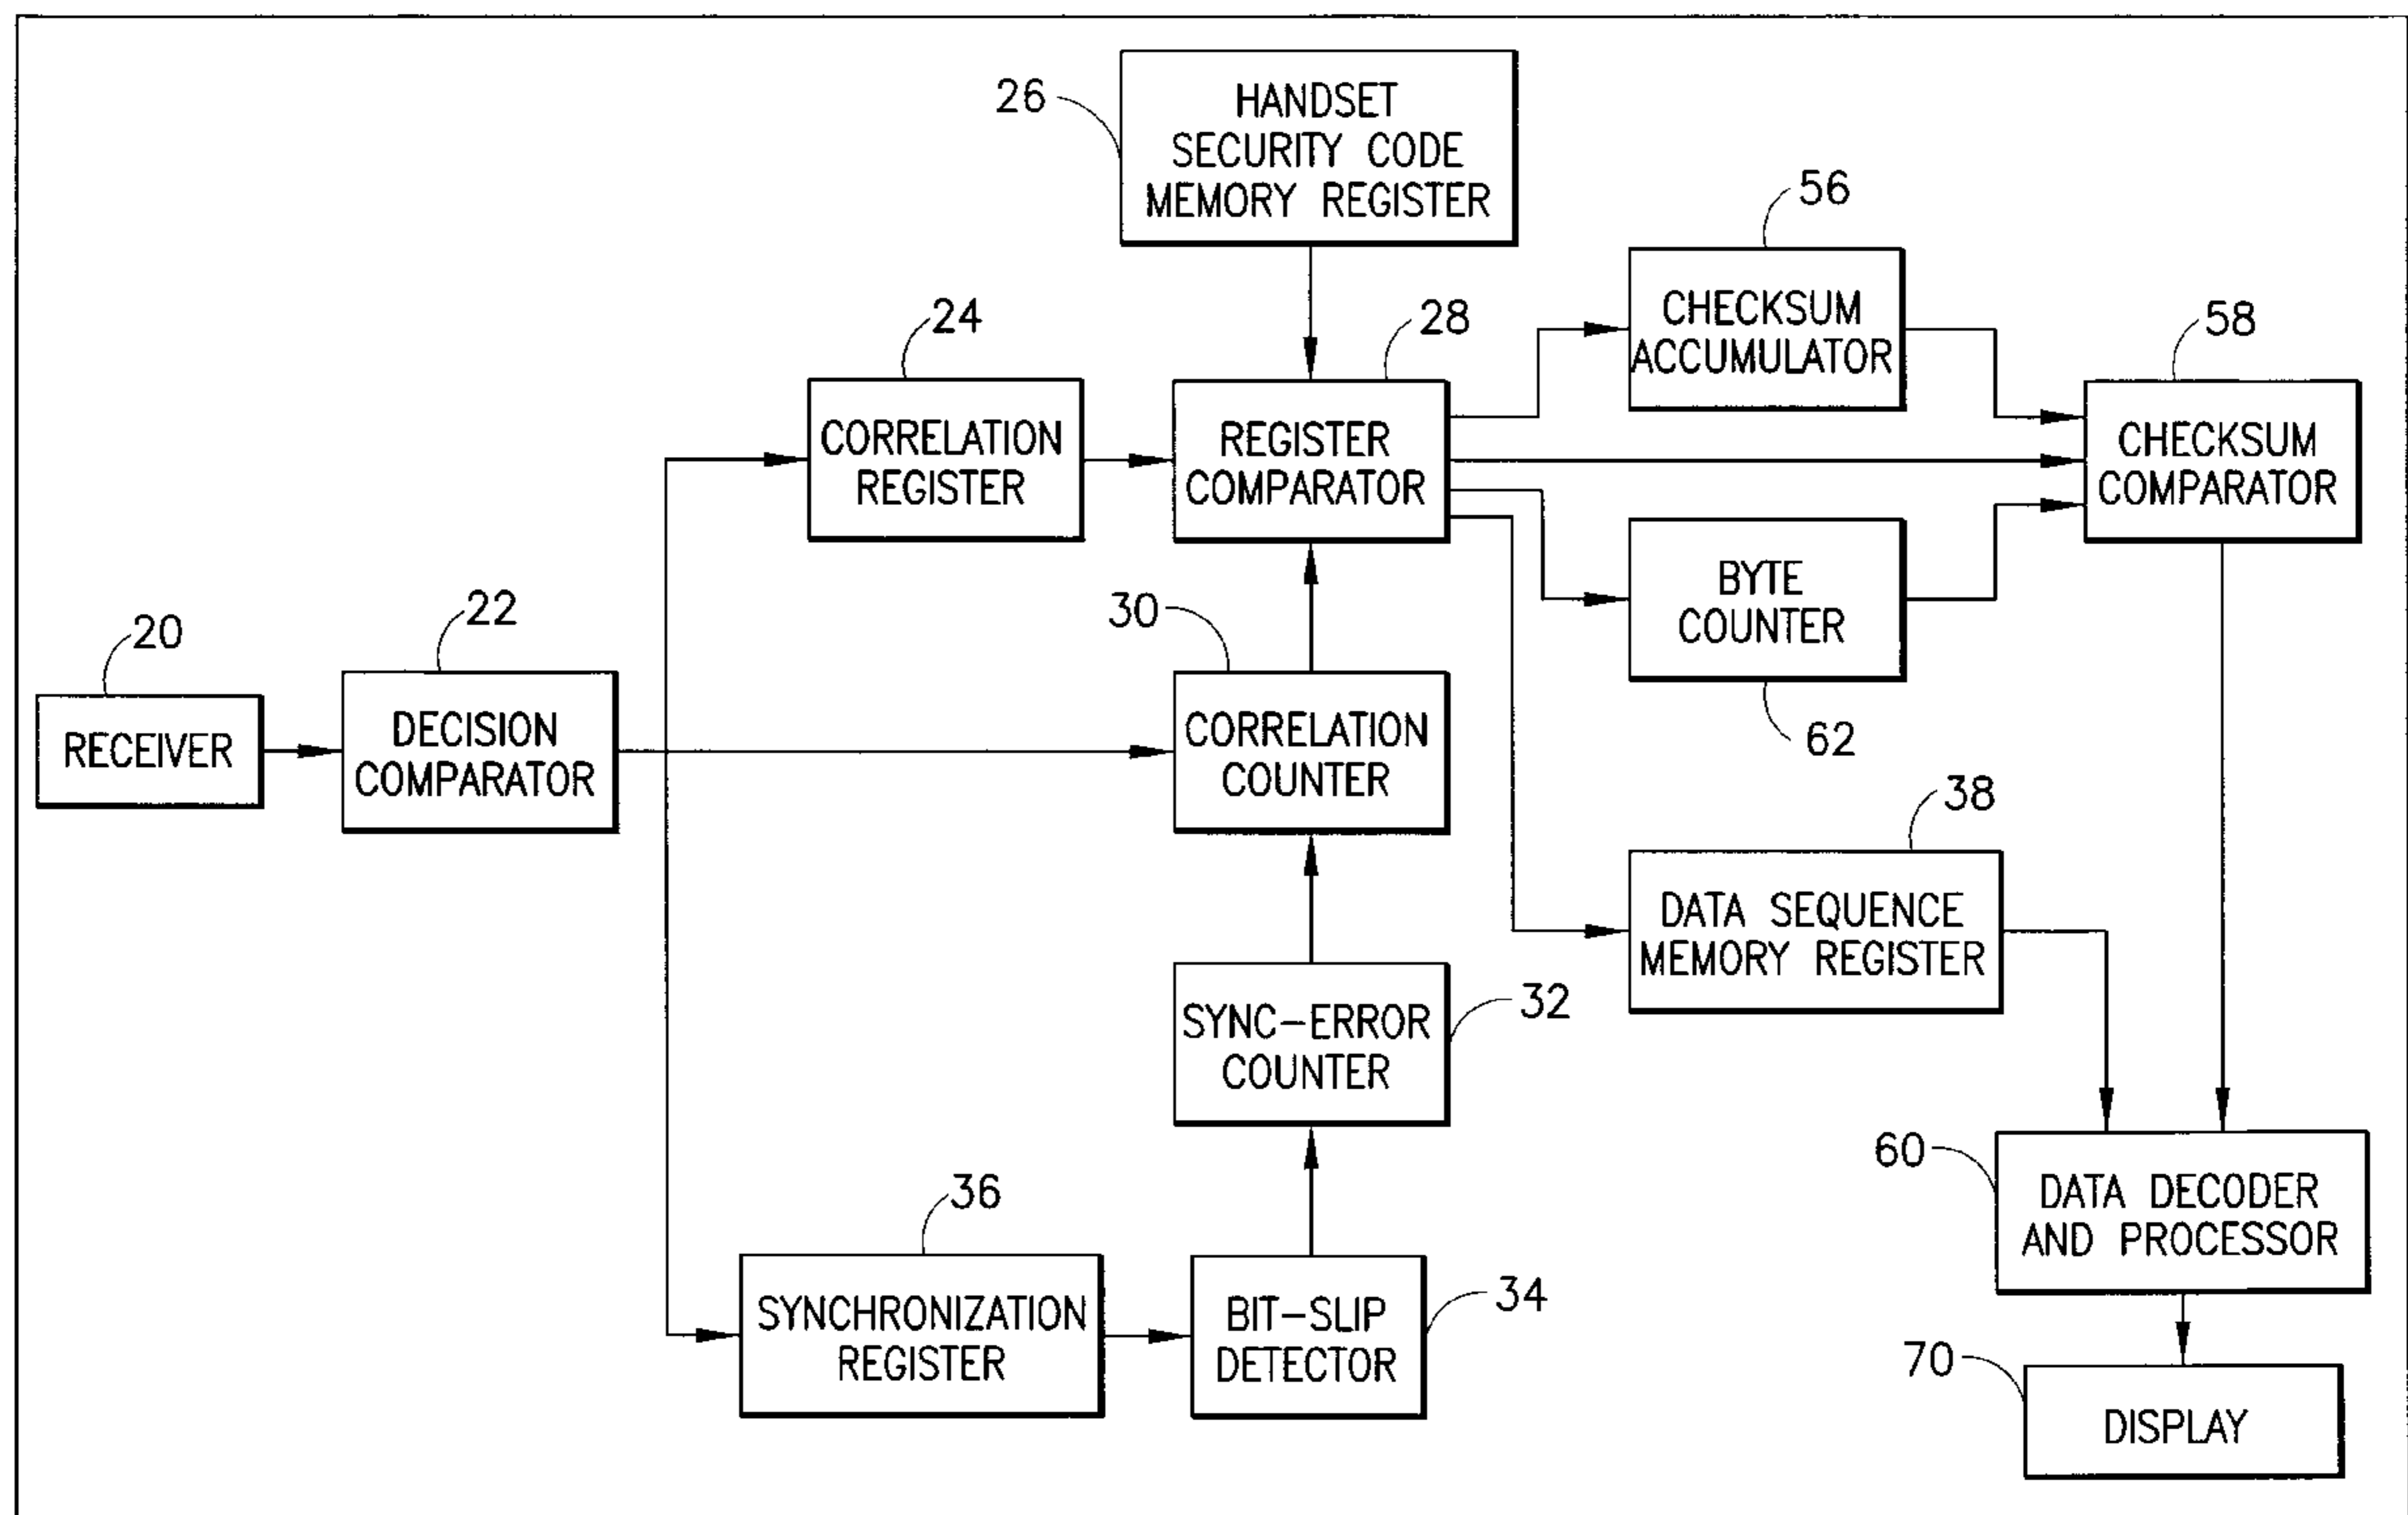 26
HANDSET
SECURITY CODE
MEMORY REGISTER
56
CHECKSUM
ACCUMULATOR
24
CORRELATION
REGISTER
28
REGISTER
COMPARATOR
58
CHECKSUM
COMPARATOR
BYTE
COUNTER
62
20
RECEIVER
22
DECISION
COMPARATOR
30
CORRELATION
COUNTER
38
DATA SEQUENCE
MEMORY REGISTER
SYNC-ERROR
COUNTER
32
36
SYNCHRONIZATION
REGISTER
BIT-SLIP
DETECTOR
34
60
DATA DECODER
AND PROCESSOR
70
DISPLAY